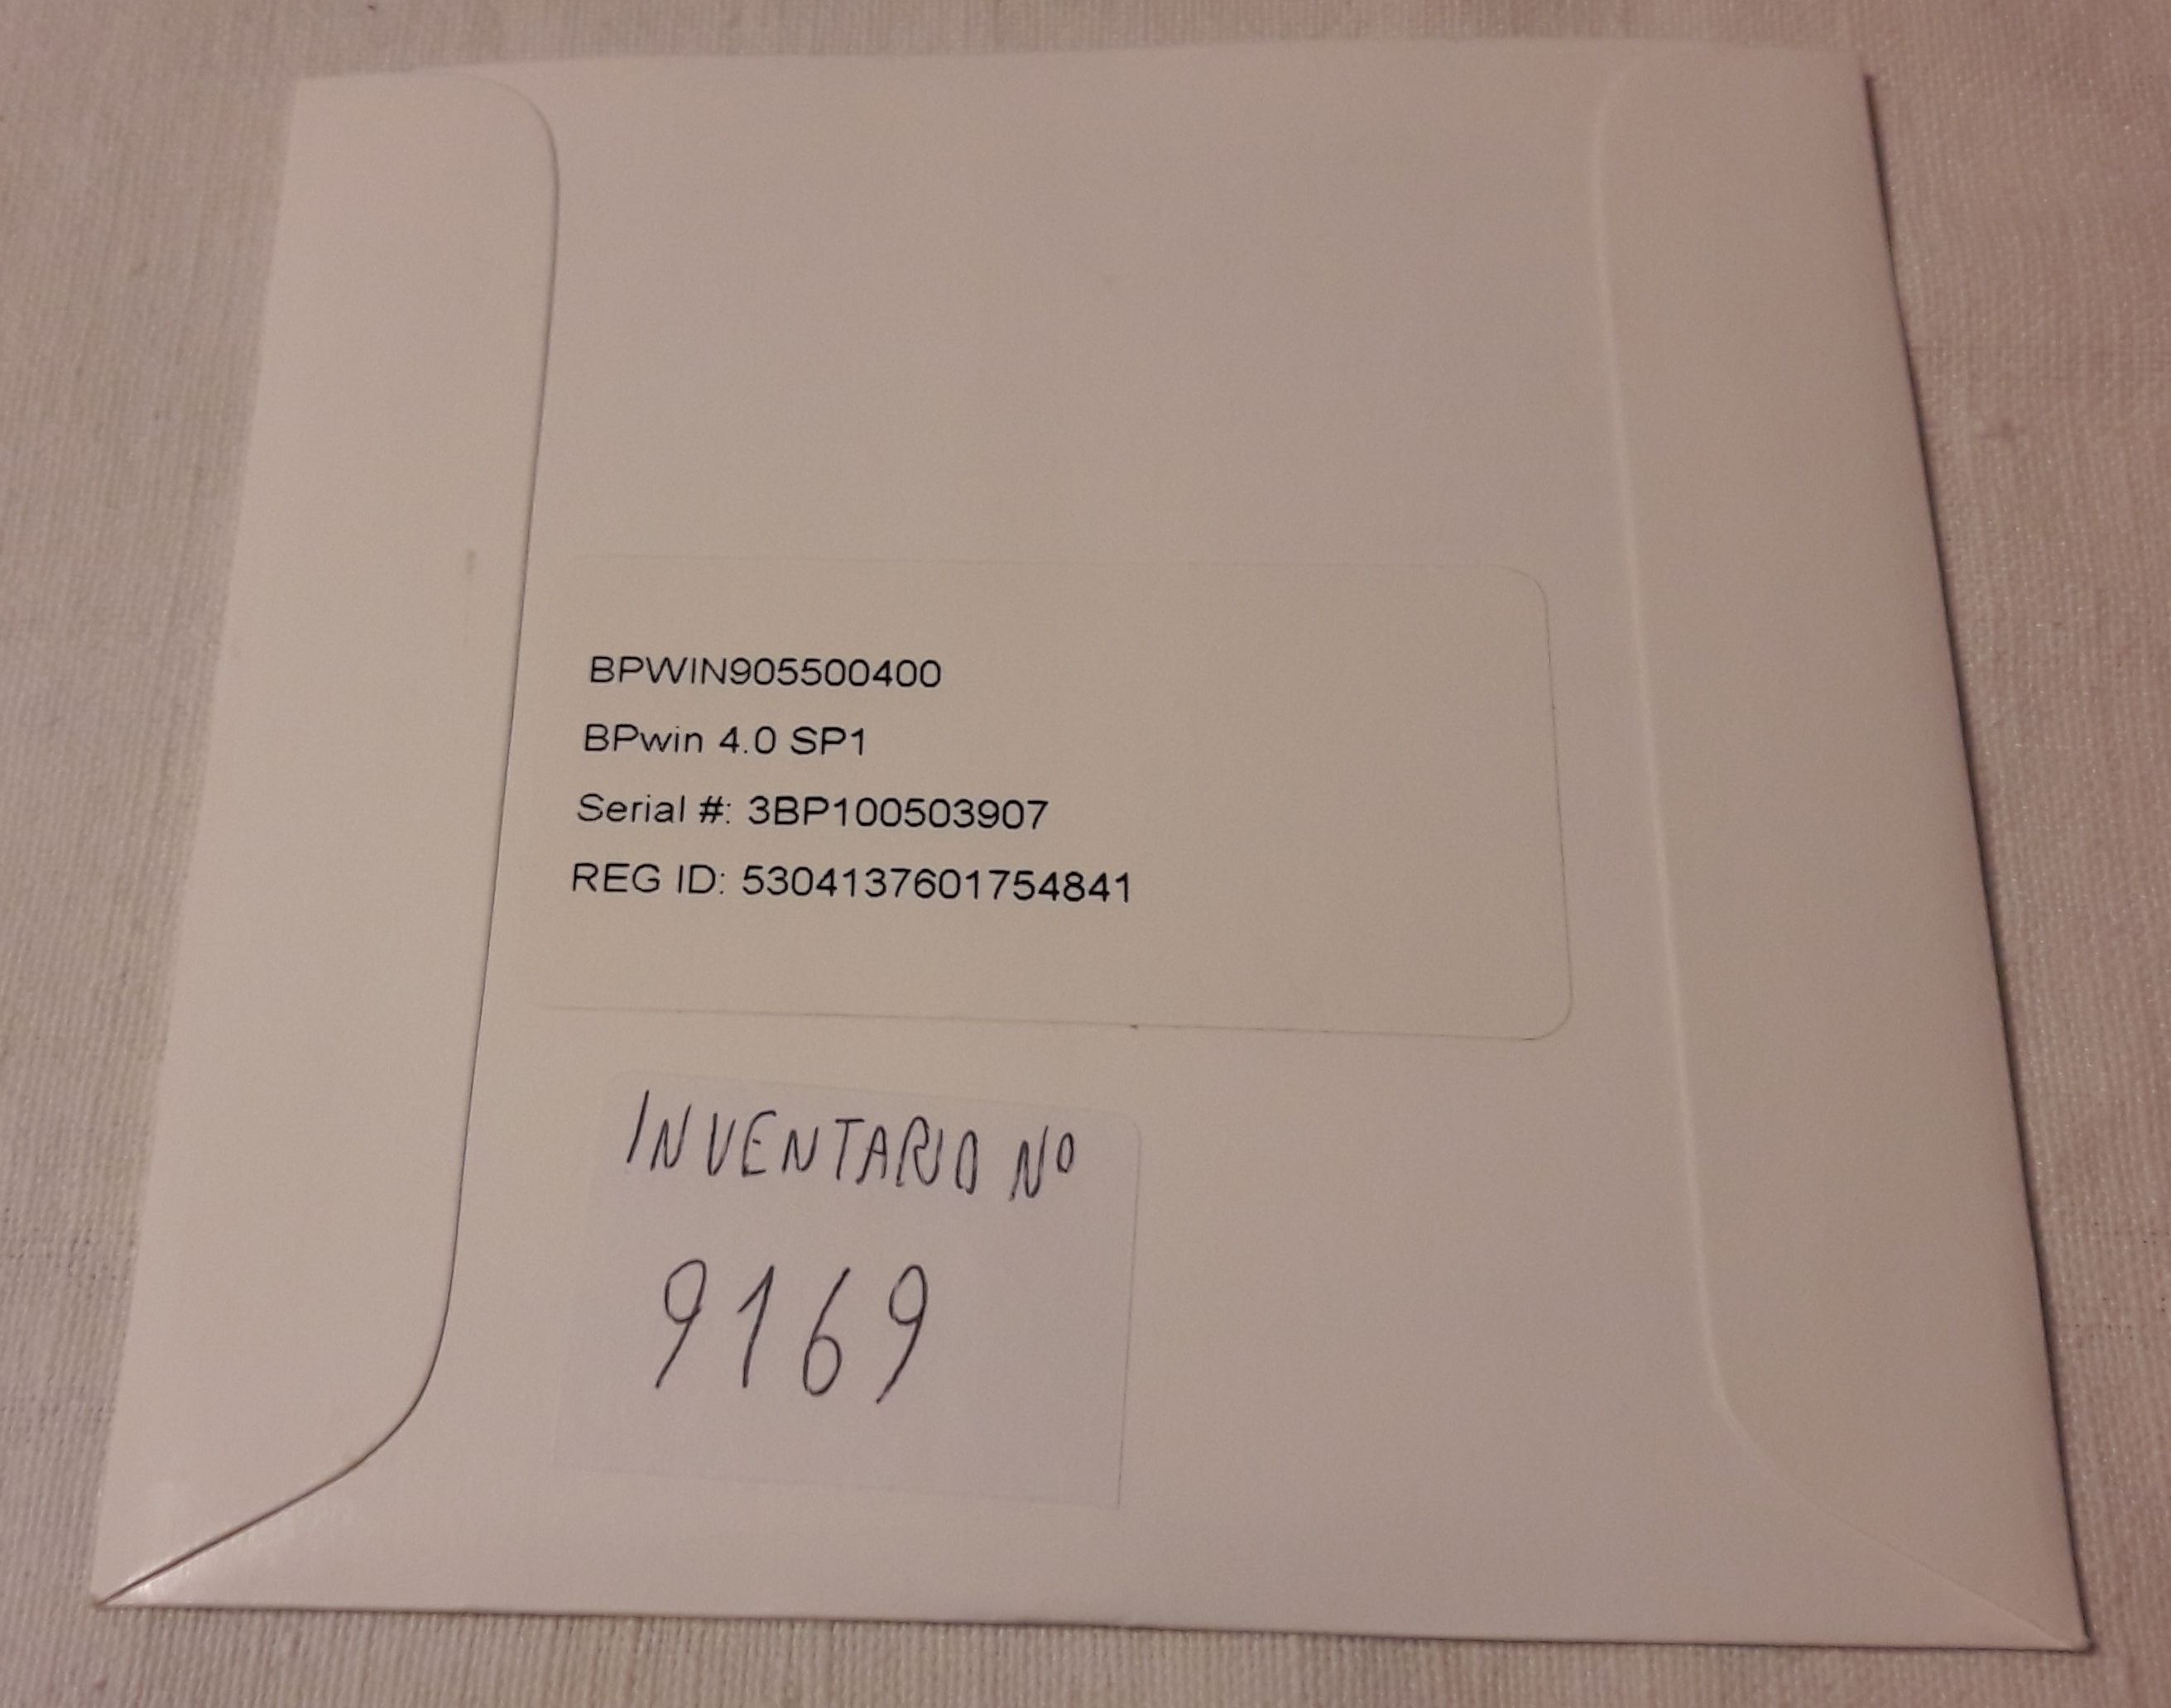 BPWIN905500400
BPwin 4.0 SP1
Serial #: 3BP100503907
REG ID: 5304137601754841
INVENTARIO Nº
9169